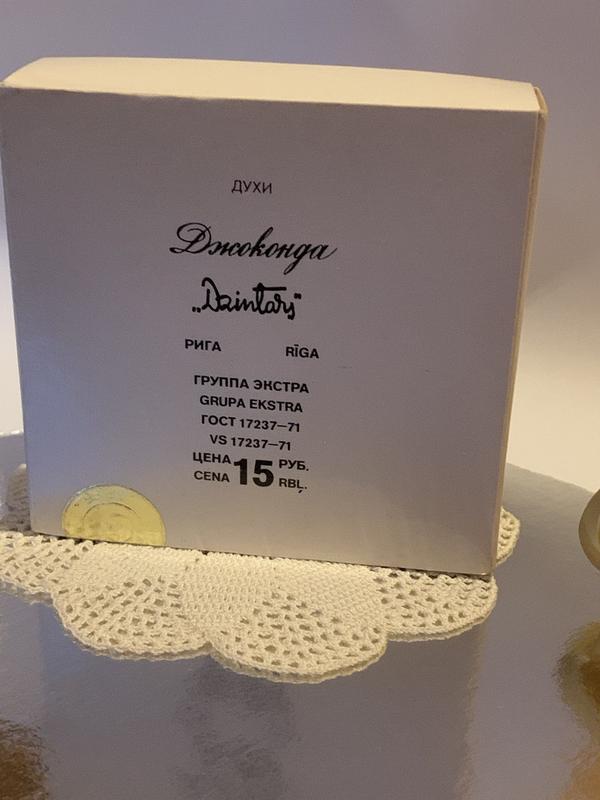 ДУХИ
Джоконда
„Dzintars"
РИГА RĪGA
ГРУППА ЭКСТРА
GRUPA EKSTRA
ГОСТ 17237—71
VS 17237—71
ЦЕНА 15 РУБ.
CENA RBĻ.